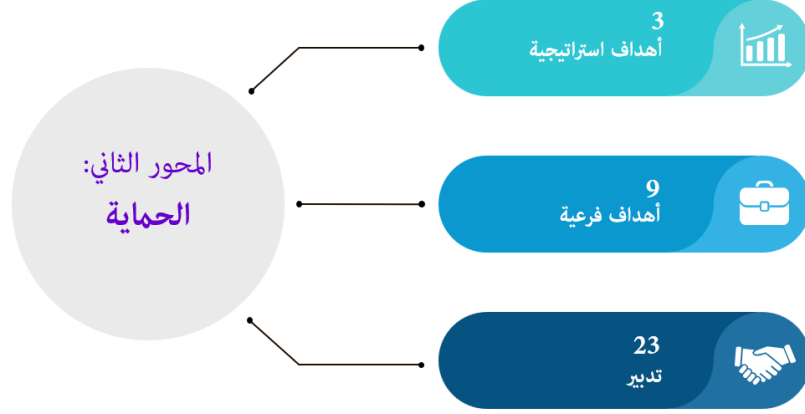 3
أهداف استراتيجية
المحور الثاني:
الحماية
9
أهداف فرعية
23
تدبير